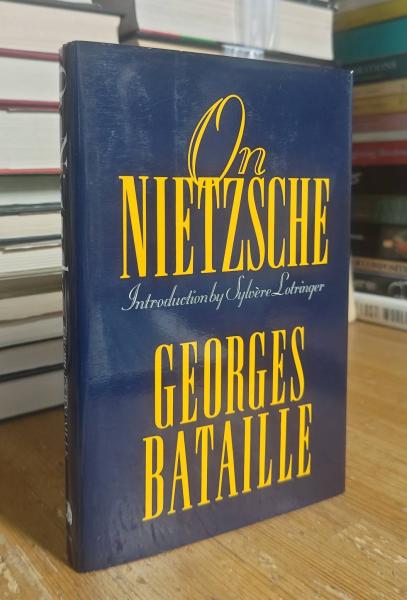 On
NIETZSCHE
Introduction by Sylvère Lotringer
GEORGES
BATAILLE